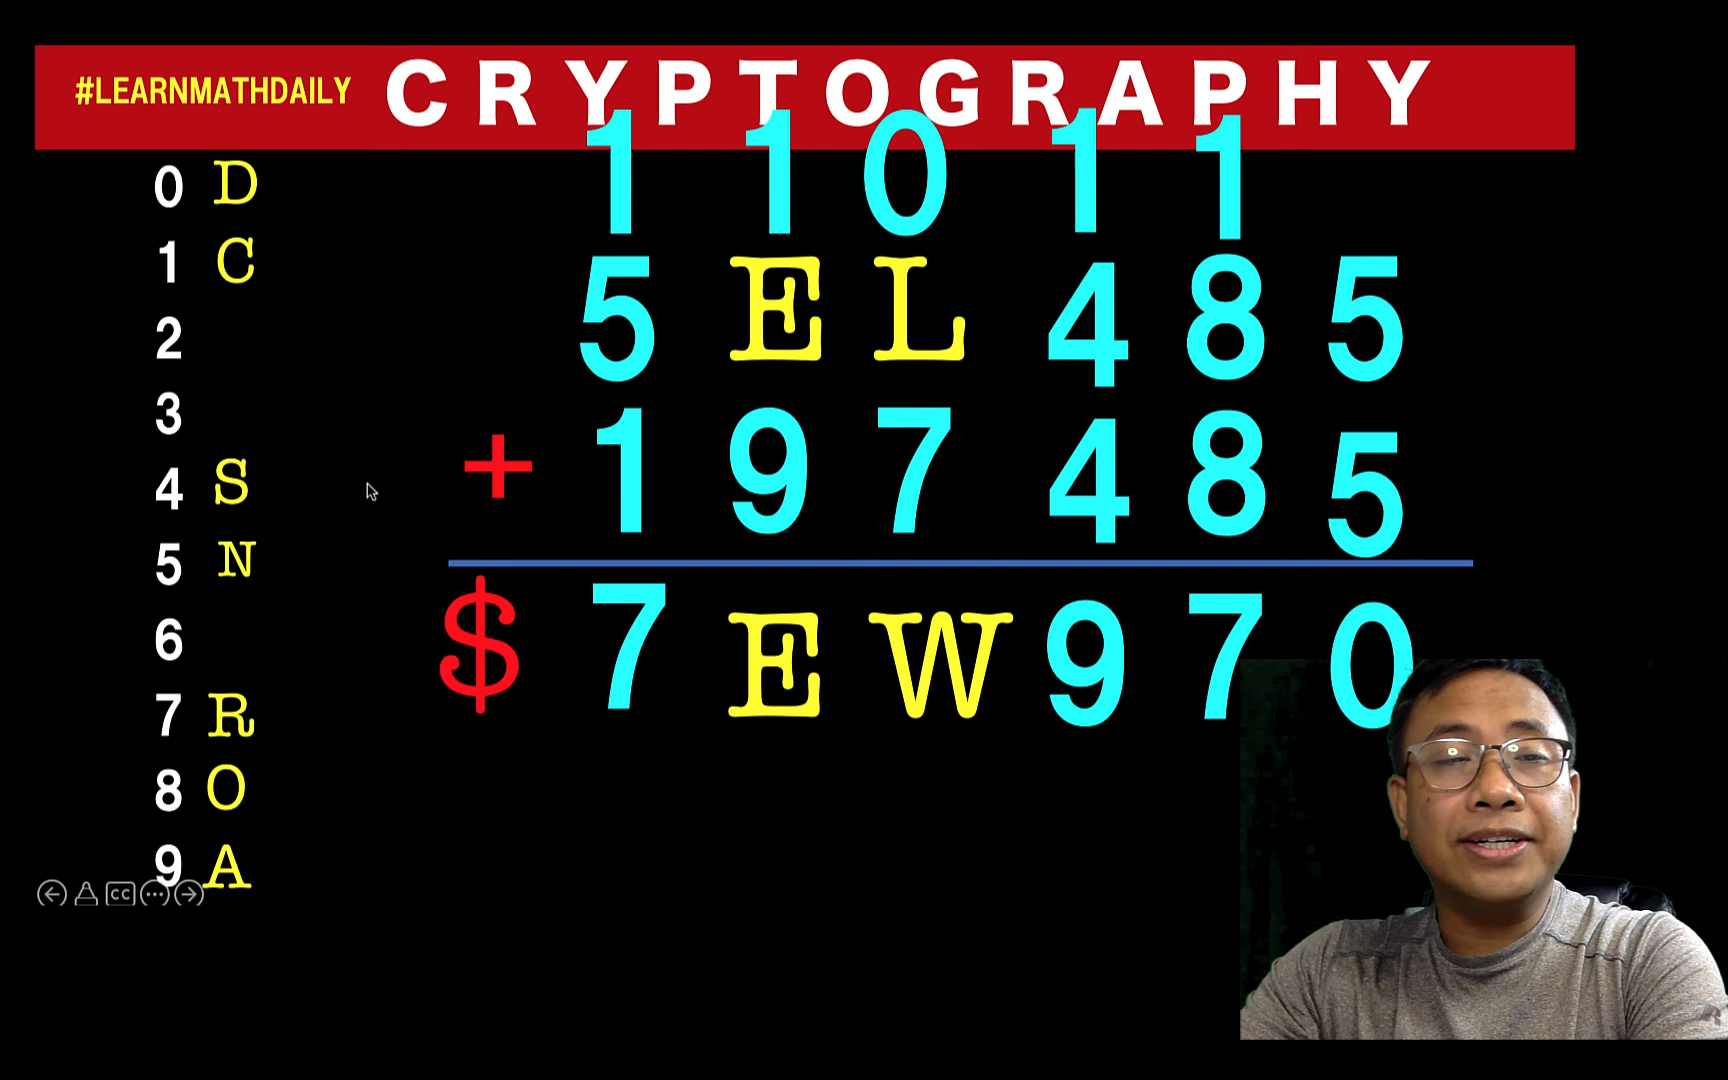 #LEARNMATHDAILY CRYPTOGRAPHY
1 1 0 1 1
5 E L 4 8 5
+ 1 9 7 4 8 5
$ 7 E W 9 7 0
0 D
1 C
2
3
4 S
5 N
6
7 R
8 O
9 A
CC